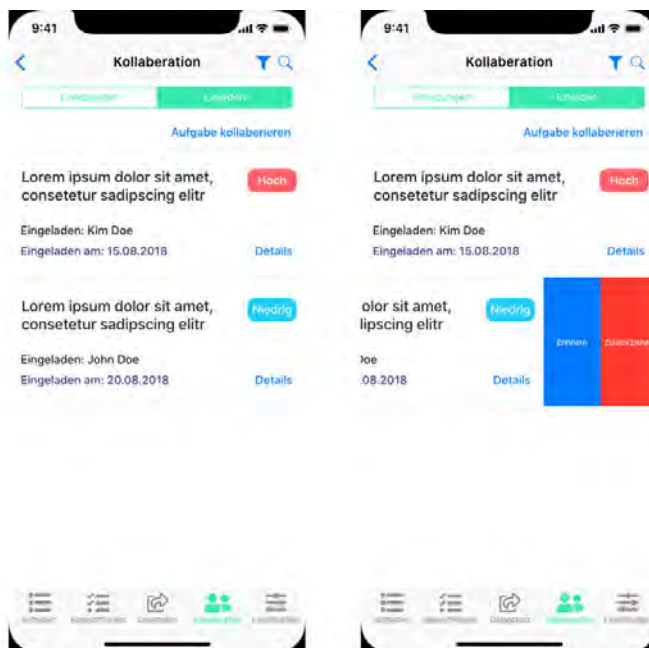 9:41
Kollaberation
Einladen
Aufgabe kollaberieren
Lorem ipsum dolor sit amet,
consetetur sadipscing elitr
Hoch
Eingeladen: Kim Doe
Eingeladen am: 15.08.2018
Details
Lorem ipsum dolor sit amet,
consetetur sadipscing elitr
Niedrig
Eingeladen: John Doe
Eingeladen am: 20.08.2018
Details
9:41
Kollaberation
Einladungen
Einladen
Aufgabe kollaberieren
Lorem ipsum dolor sit amet,
consetetur sadipscing elitr
Hoch
Eingeladen: Kim Doe
Eingeladen am: 15.08.2018
Details
olor sit amet,
lipscing elitr
Niedrig
Doe
.08.2018
Details